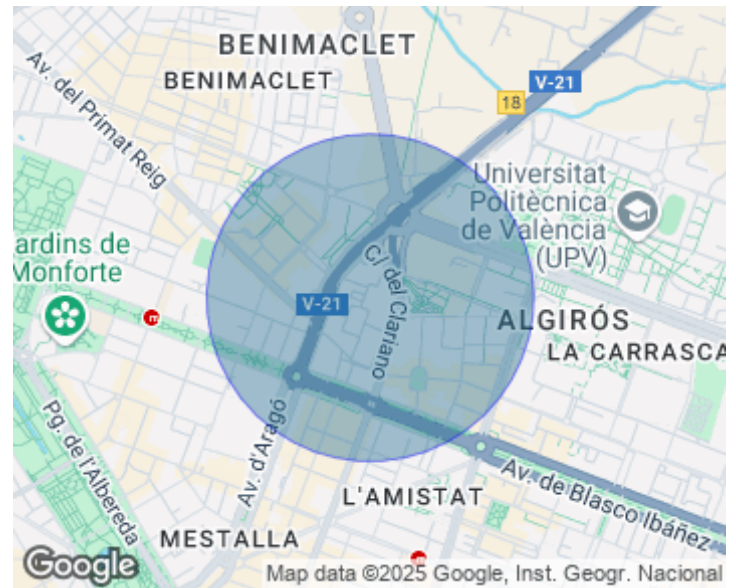 BENIMACLET
BENIMACLET
V-21
18
Av. del Primat Reig
Universitat
Politècnica
de València
(UPV)
ardins de
Monforte
C/ del Clariano
V-21
ALGIRÓS
LA CARRASCA
Av. d'Aragó
Pg. de l'Albereda
L'AMISTAT
Av. de Blasco Ibáñez
MESTALLA
Google
Map data ©2025 Google, Inst. Geogr. Nacional